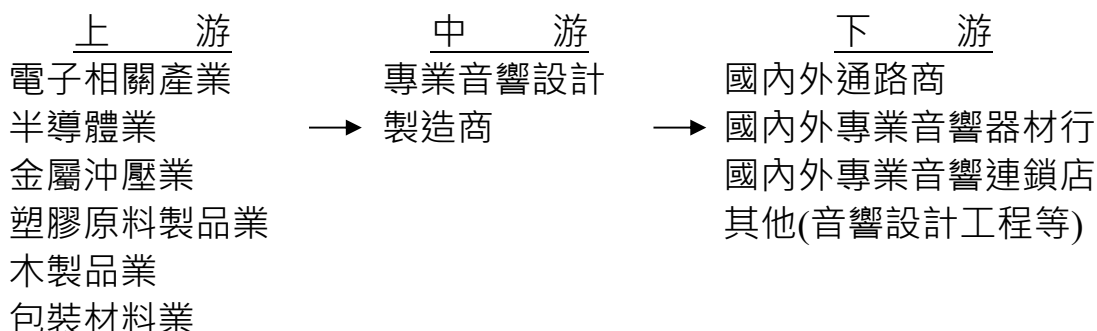 上　　游
電子相關產業
半導體業
金屬沖壓業
塑膠原料製品業
木製品業
包裝材料業
中　　游
專業音響設計
製造商
下　　游
國內外通路商
國內外專業音響器材行
國內外專業音響連鎖店
其他(音響設計工程等)